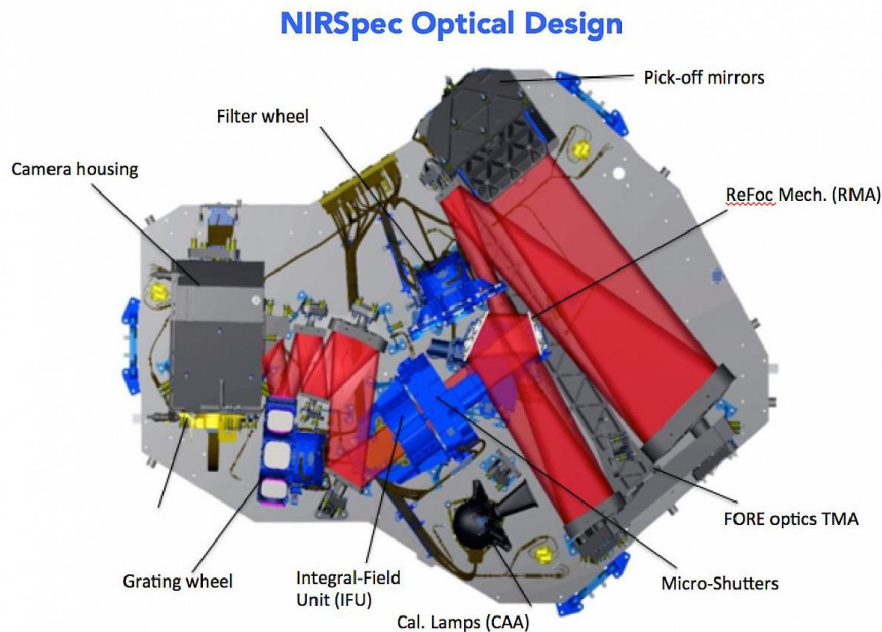 NIRSpec Optical Design
Pick-off mirrors
Filter wheel
Camera housing
ReFoc Mech. (RMA)
FORE optics TMA
Micro-Shutters
Grating wheel
Integral-Field
Unit (IFU)
Cal. Lamps (CAA)